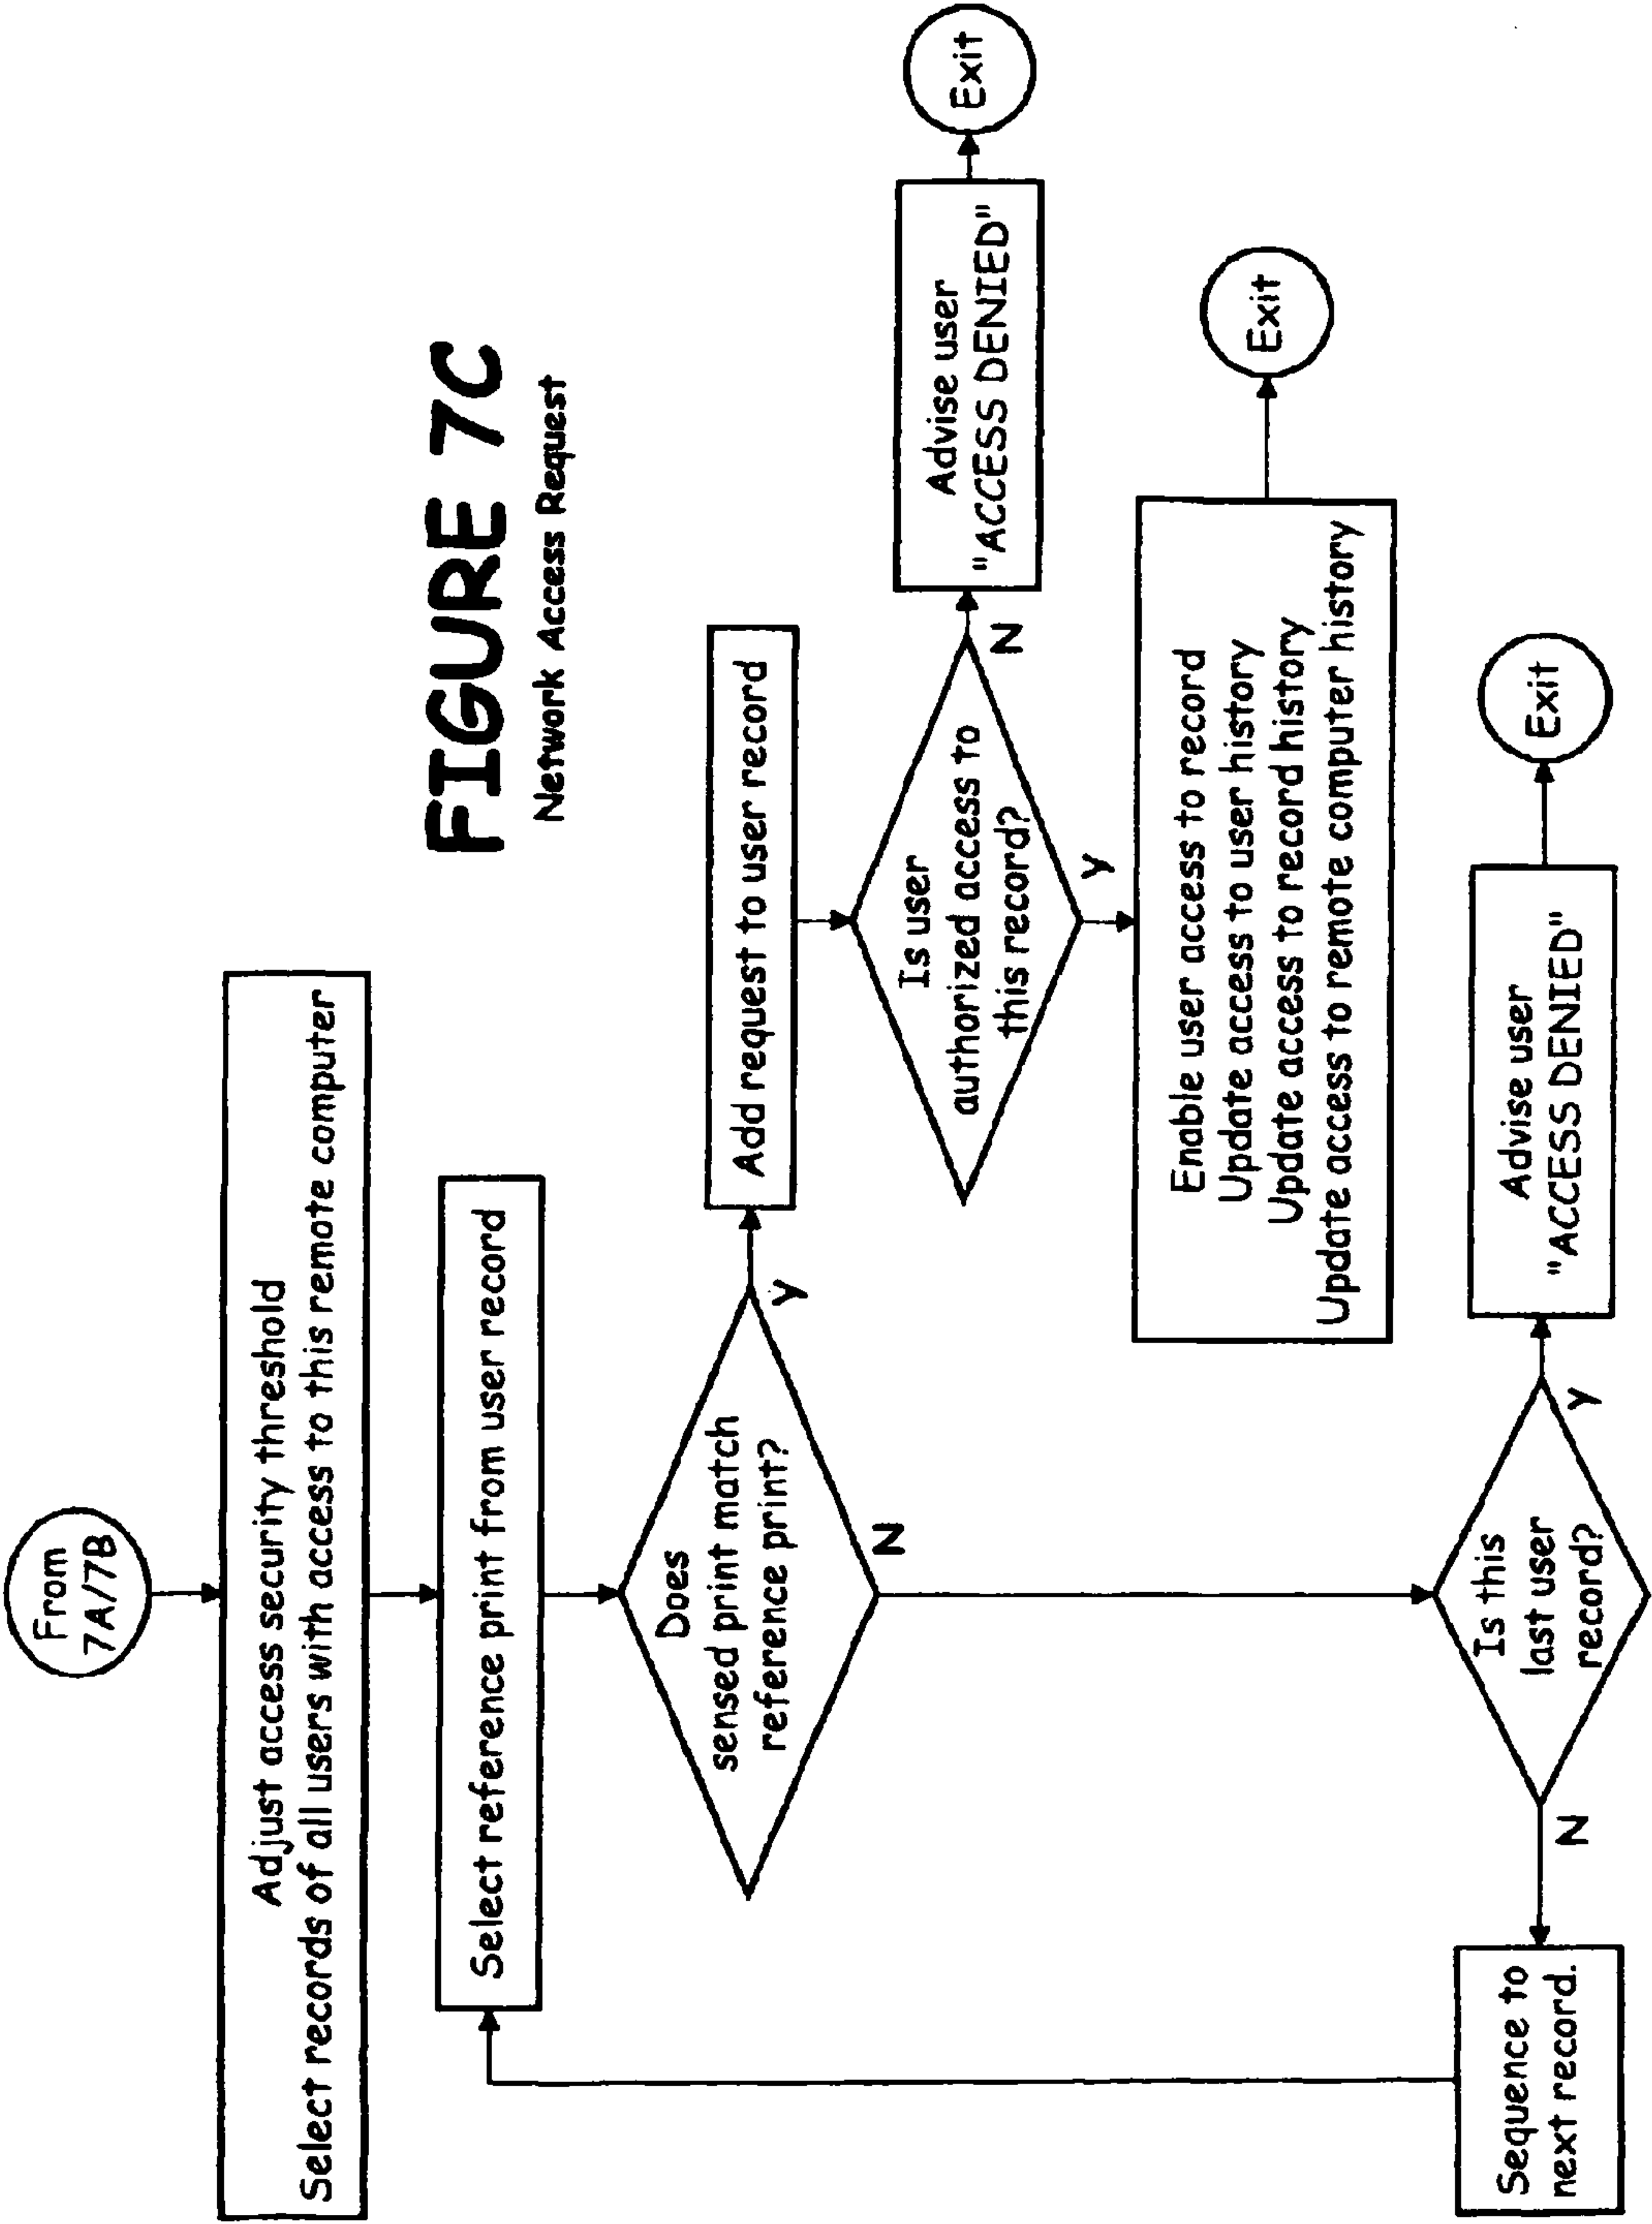 FIGURE 7C
Network Access Request
From
7A/7B
Adjust access security threshold
Select records of all users with access to this remote computer
Select reference print from user record
Does
sensed print match
reference print?
Y
N
Add request to user record
Is user
authorized access to
this record?
N
Y
Advise user
"ACCESS DENIED"
Exit
Enable user access to record
Update access to user history
Update access to record history
Update access to remote computer history
Exit
Is this
last user
record?
Y
N
Advise user
"ACCESS DENIED"
Exit
Sequence to
next record.